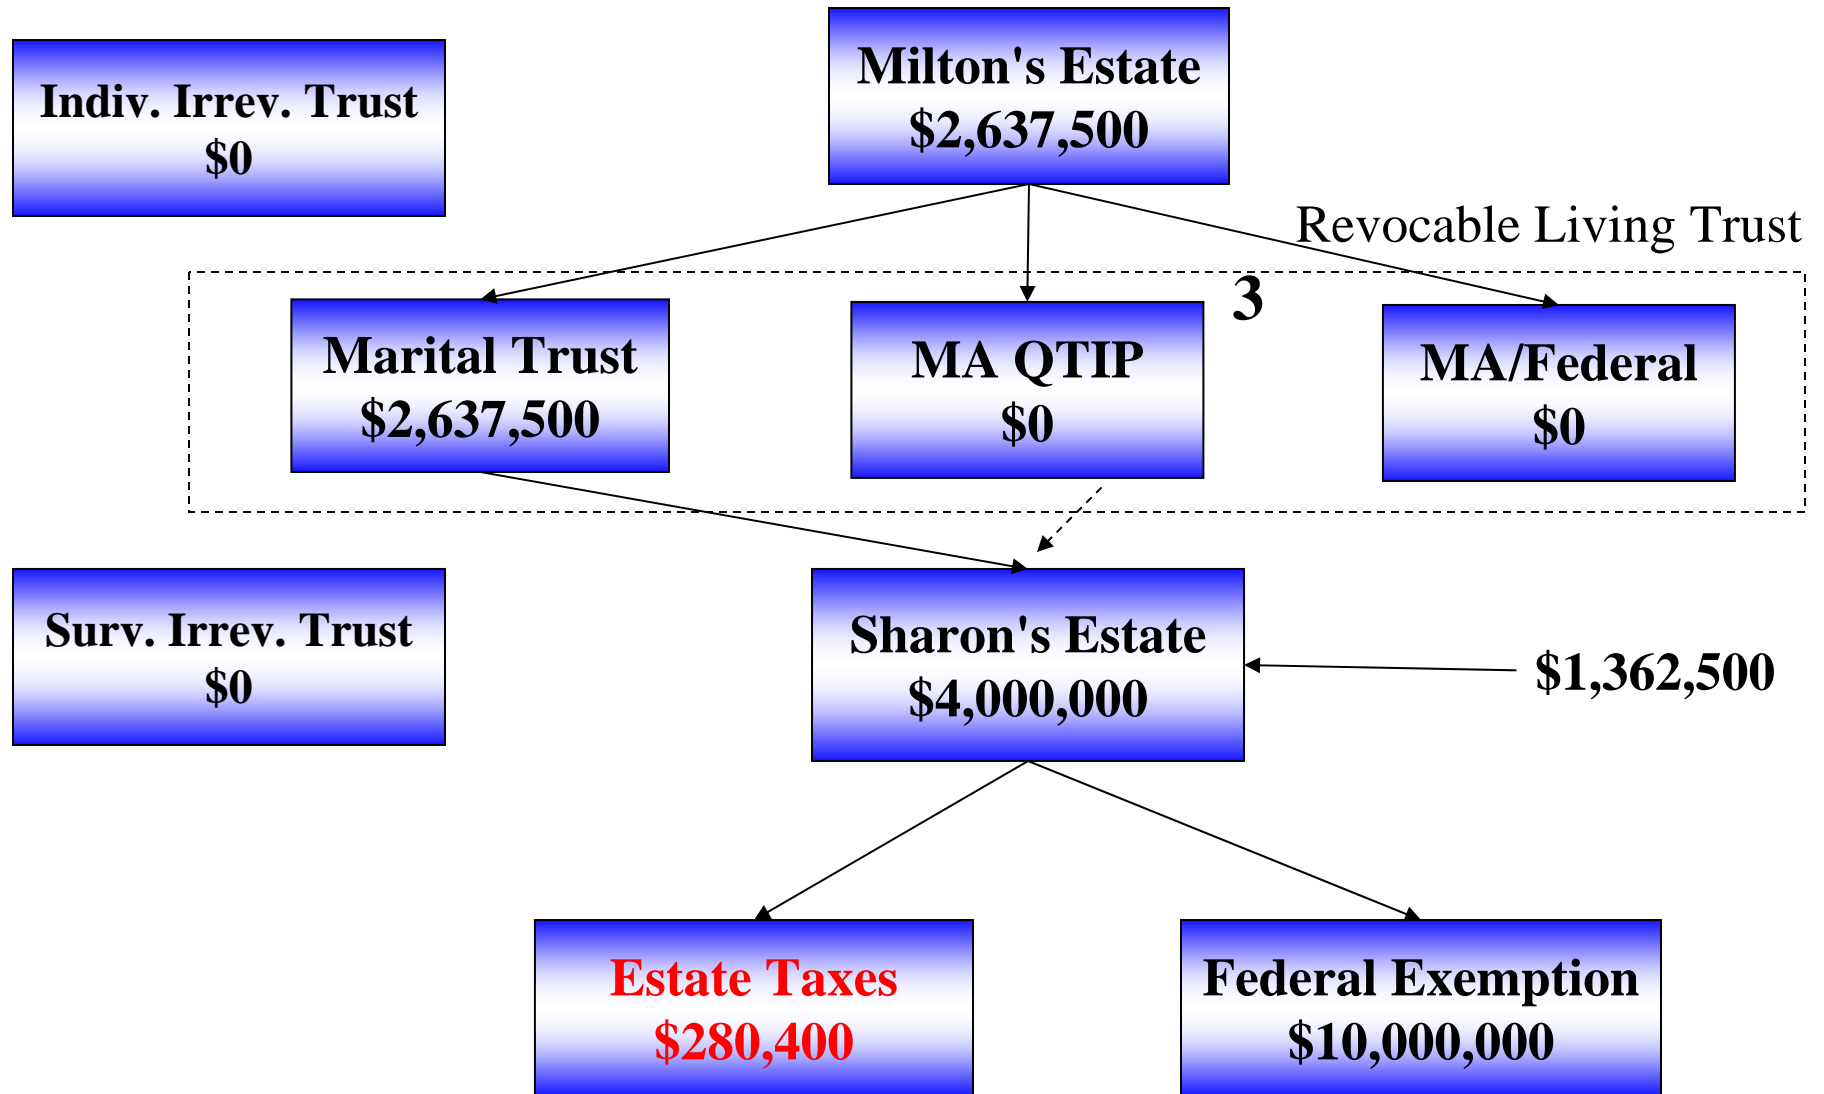 Milton's Estate
$2,637,500
Indiv. Irrev. Trust
$0
Revocable Living Trust
3
Marital Trust
$2,637,500
MA QTIP
$0
MA/Federal
$0
Surv. Irrev. Trust
$0
Sharon's Estate
$4,000,000
$1,362,500
Estate Taxes
$280,400
Federal Exemption
$10,000,000